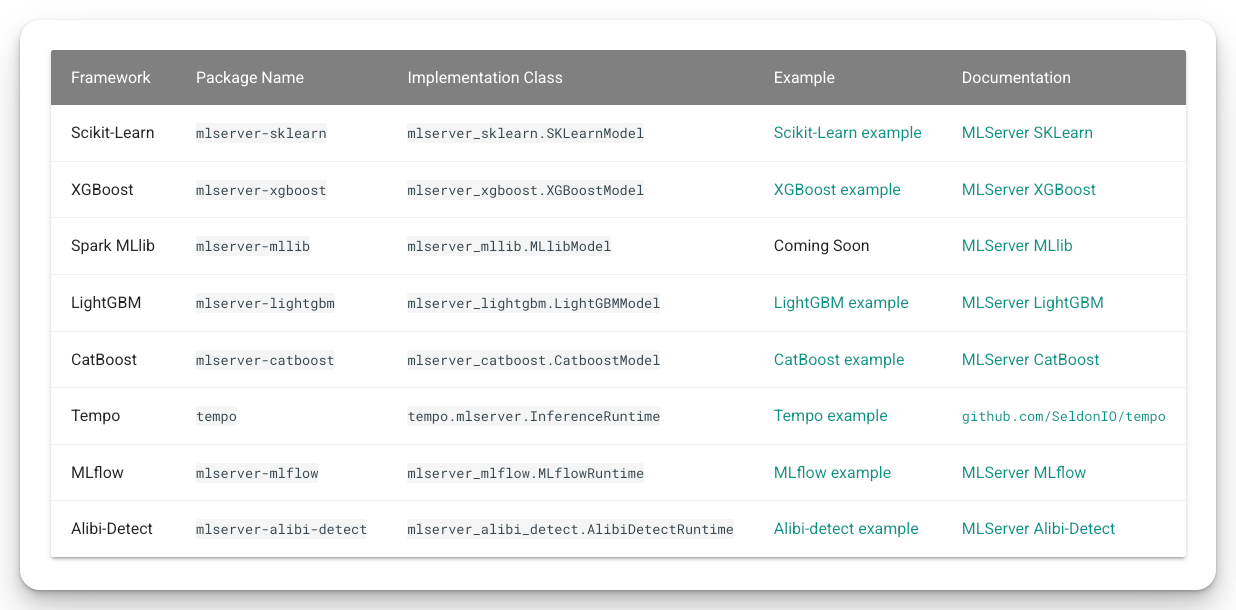 Framework Package Name Implementation Class Example Documentation
Scikit-Learn mlserver-sklearn mlserver_sklearn.SKLearnModel Scikit-Learn example MLServer SKLearn
XGBoost mlserver-xgboost mlserver_xgboost.XGBoostModel XGBoost example MLServer XGBoost
Spark MLlib mlserver-mllib mlserver_mllib.MLlibModel Coming Soon MLServer MLlib
LightGBM mlserver-lightgbm mlserver_lightgbm.LightGBMModel LightGBM example MLServer LightGBM
CatBoost mlserver-catboost mlserver_catboost.CatboostModel CatBoost example MLServer CatBoost
Tempo tempo tempo.mlserver.InferenceRuntime Tempo example github.com/SeldonIO/tempo
MLflow mlserver-mlflow mlserver_mlflow.MLflowRuntime MLflow example MLServer MLflow
Alibi-Detect mlserver-alibi-detect mlserver_alibi_detect.AlibiDetectRuntime Alibi-detect example MLServer Alibi-Detect